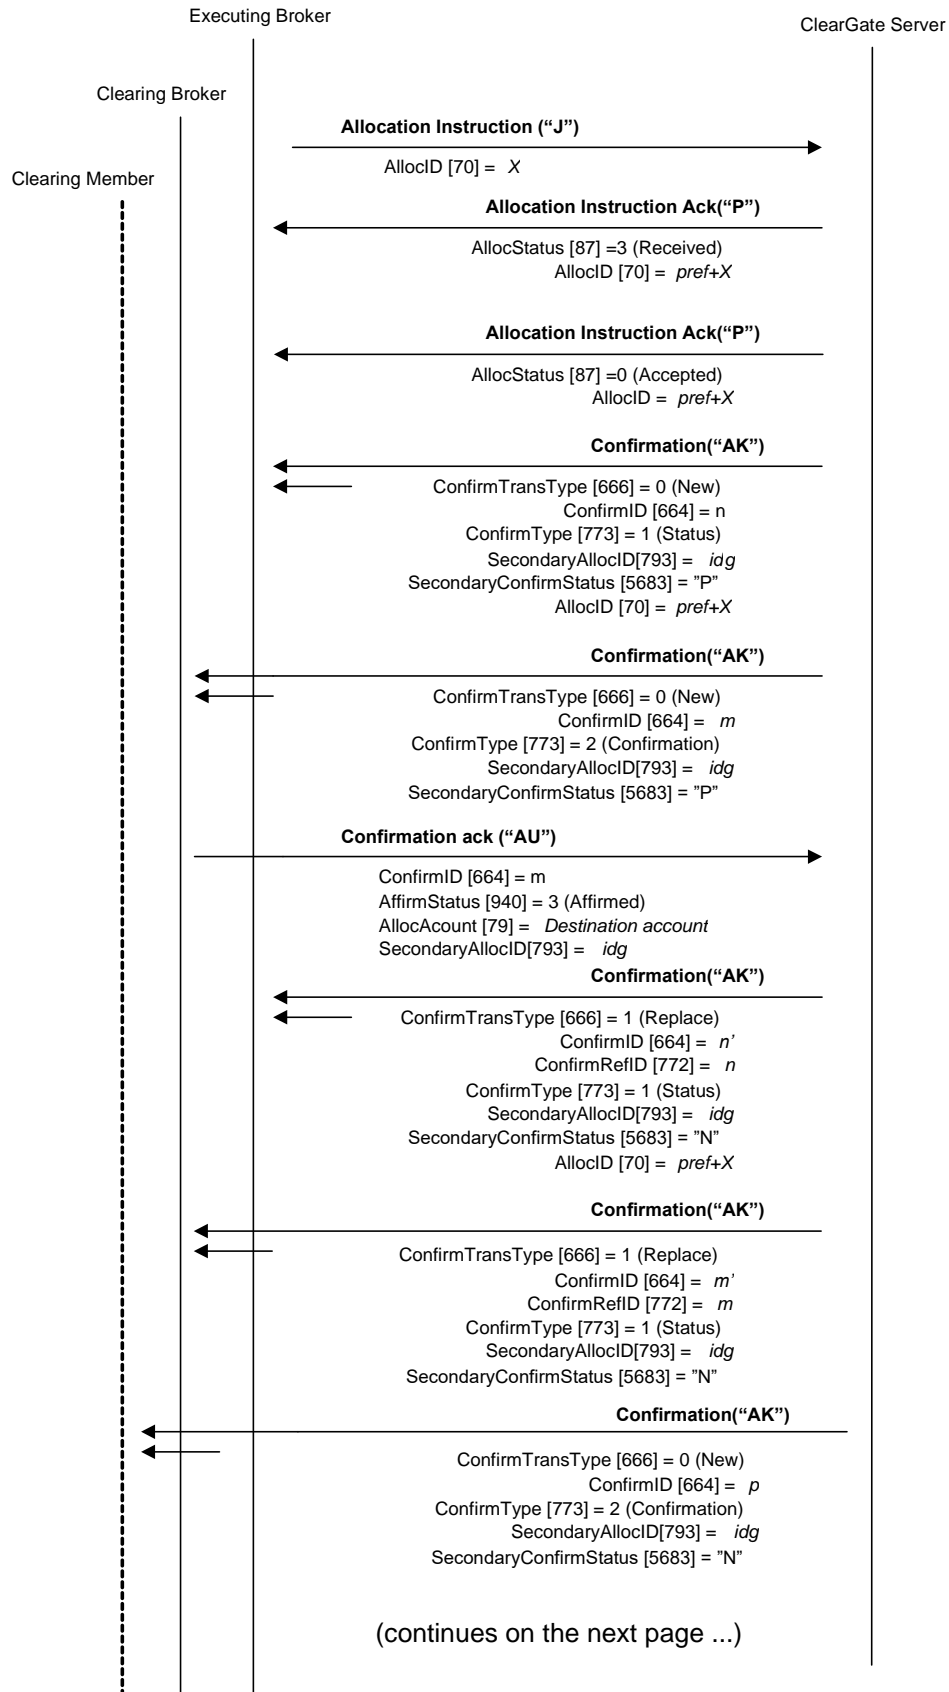 Executing Broker
ClearGate Server
Clearing Broker
Clearing Member
Allocation Instruction (“J”)
AllocID [70] = X
Allocation Instruction Ack(“P”)
AllocStatus [87] =3 (Received)
AllocID [70] = pref+X
Allocation Instruction Ack(“P”)
AllocStatus [87] =0 (Accepted)
AllocID = pref+X
Confirmation(“AK”)
ConfirmTransType [666] = 0 (New)
ConfirmID [664] = n
ConfirmType [773] = 1 (Status)
SecondaryAllocID[793] = idg
SecondaryConfirmStatus [5683] = ”P”
AllocID [70] = pref+X
Confirmation(“AK”)
ConfirmTransType [666] = 0 (New)
ConfirmID [664] = m
ConfirmType [773] = 2 (Confirmation)
SecondaryAllocID[793] = idg
SecondaryConfirmStatus [5683] = ”P”
Confirmation ack (“AU”)
ConfirmID [664] = m
AffirmStatus [940] = 3 (Affirmed)
AllocAcount [79] = Destination account
SecondaryAllocID[793] = idg
Confirmation(“AK”)
ConfirmTransType [666] = 1 (Replace)
ConfirmID [664] = n’
ConfirmRefID [772] = n
ConfirmType [773] = 1 (Status)
SecondaryAllocID[793] = idg
SecondaryConfirmStatus [5683] = ”N”
AllocID [70] = pref+X
Confirmation(“AK”)
ConfirmTransType [666] = 1 (Replace)
ConfirmID [664] = m’
ConfirmRefID [772] = m
ConfirmType [773] = 1 (Status)
SecondaryAllocID[793] = idg
SecondaryConfirmStatus [5683] = ”N”
Confirmation(“AK”)
ConfirmTransType [666] = 0 (New)
ConfirmID [664] = p
ConfirmType [773] = 2 (Confirmation)
SecondaryAllocID[793] = idg
SecondaryConfirmStatus [5683] = ”N”
(continues on the next page ...)